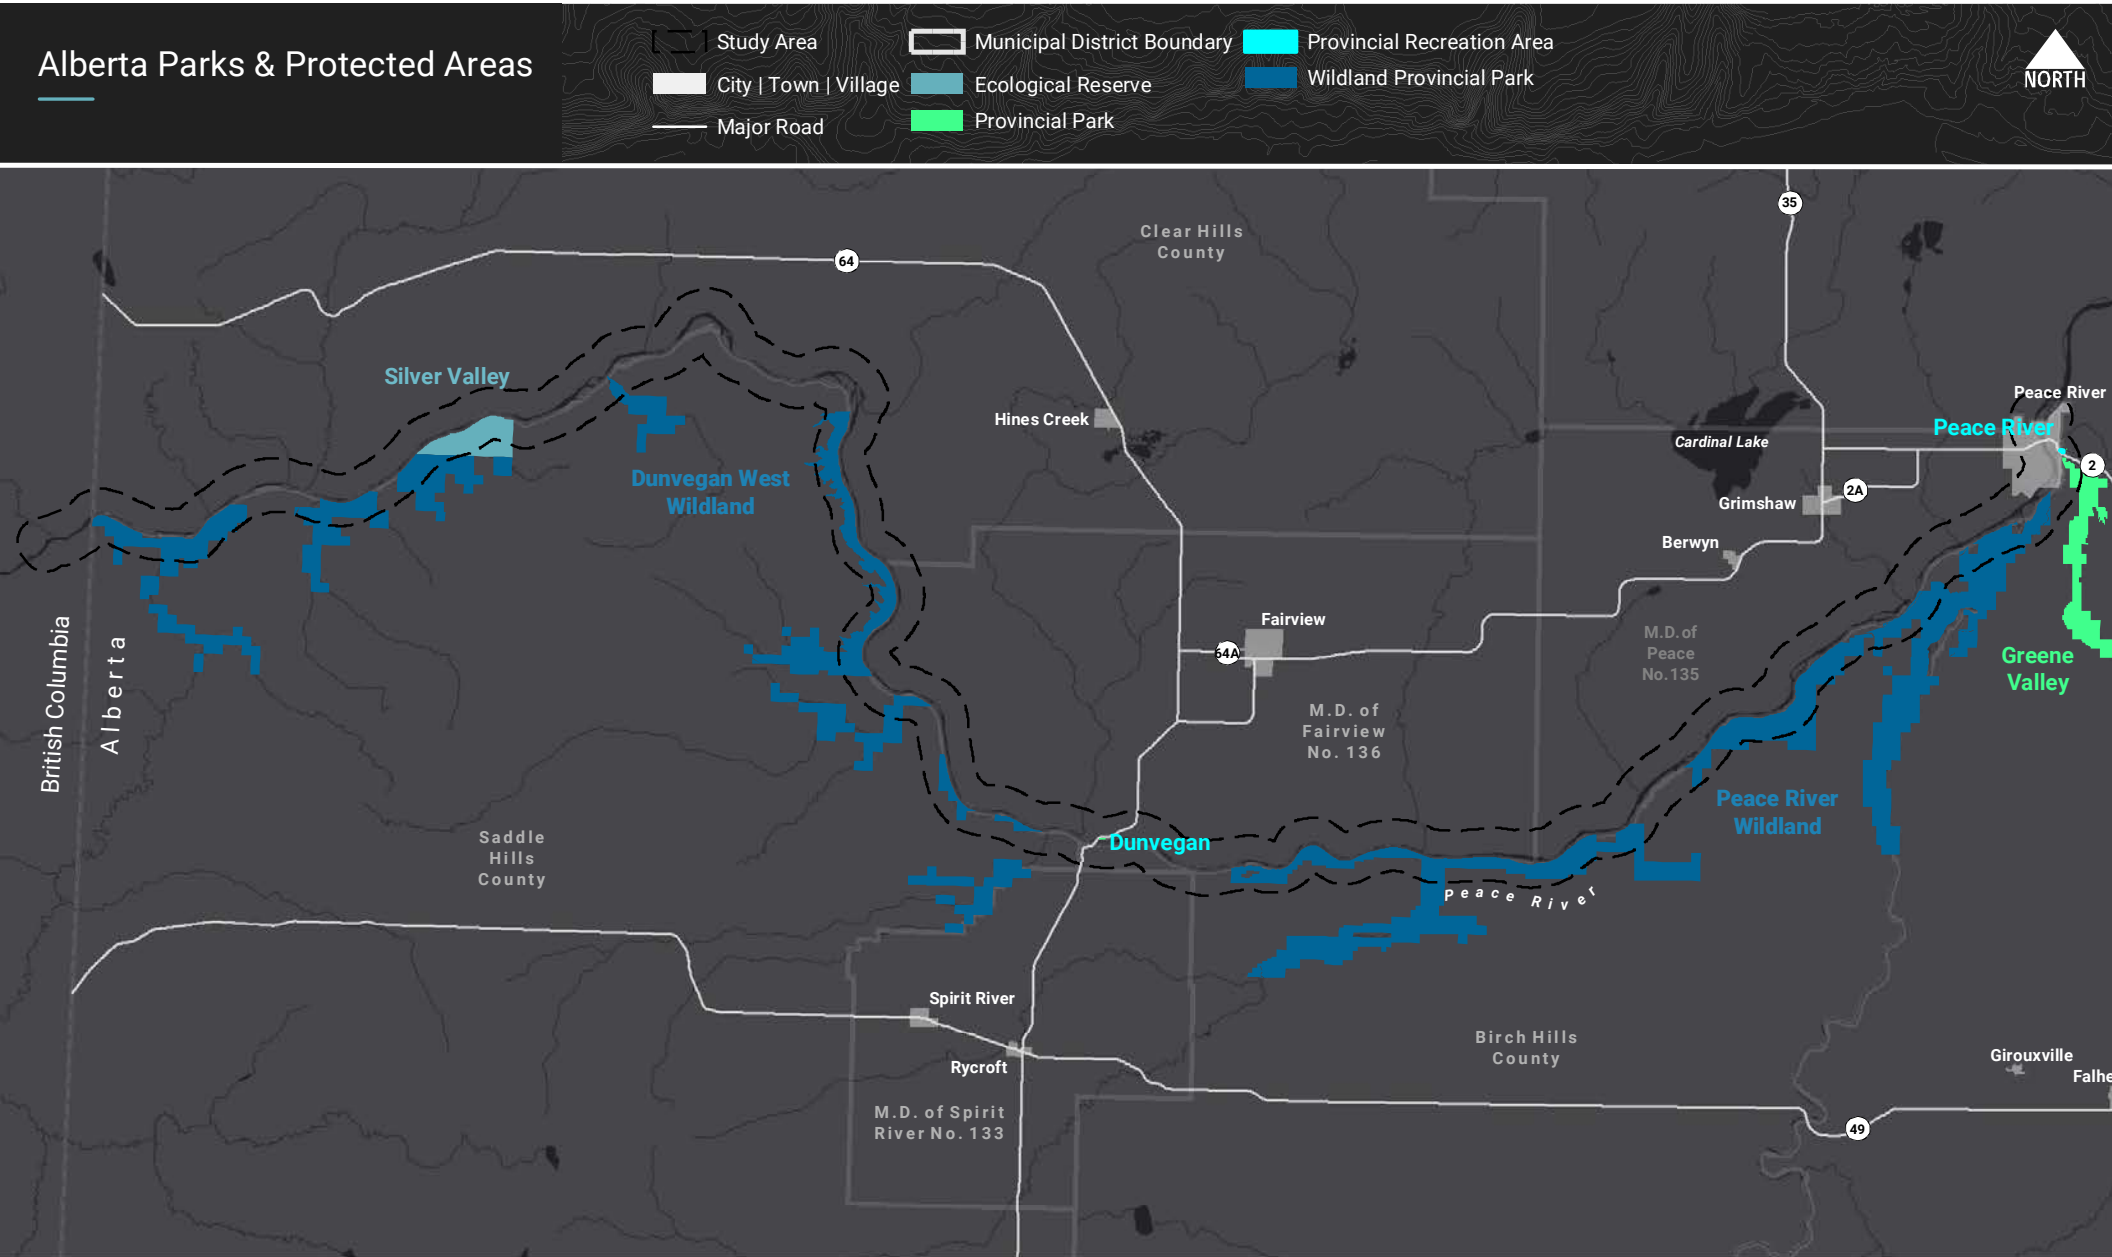 Alberta Parks & Protected Areas
Study Area
City | Town | Village
Major Road
Municipal District Boundary
Ecological Reserve
Provincial Park
Provincial Recreation Area
Wildland Provincial Park
NORTH
35
Clear Hills
County
64
Silver Valley
Peace River
Hines Creek
Peace River
Cardinal Lake
2
Dunvegan West
Wildland
2A
Grimshaw
Berwyn
British Columbia
Alberta
Fairview
64A
M.D. of
Peace
No. 135
Greene
Valley
M.D. of
Fairview
No. 136
Peace River
Wildland
Saddle
Hills
County
Dunvegan
Peace River
Spirit River
Rycroft
Birch Hills
County
Girouxville
Falhe
M.D. of Spirit
River No. 133
49